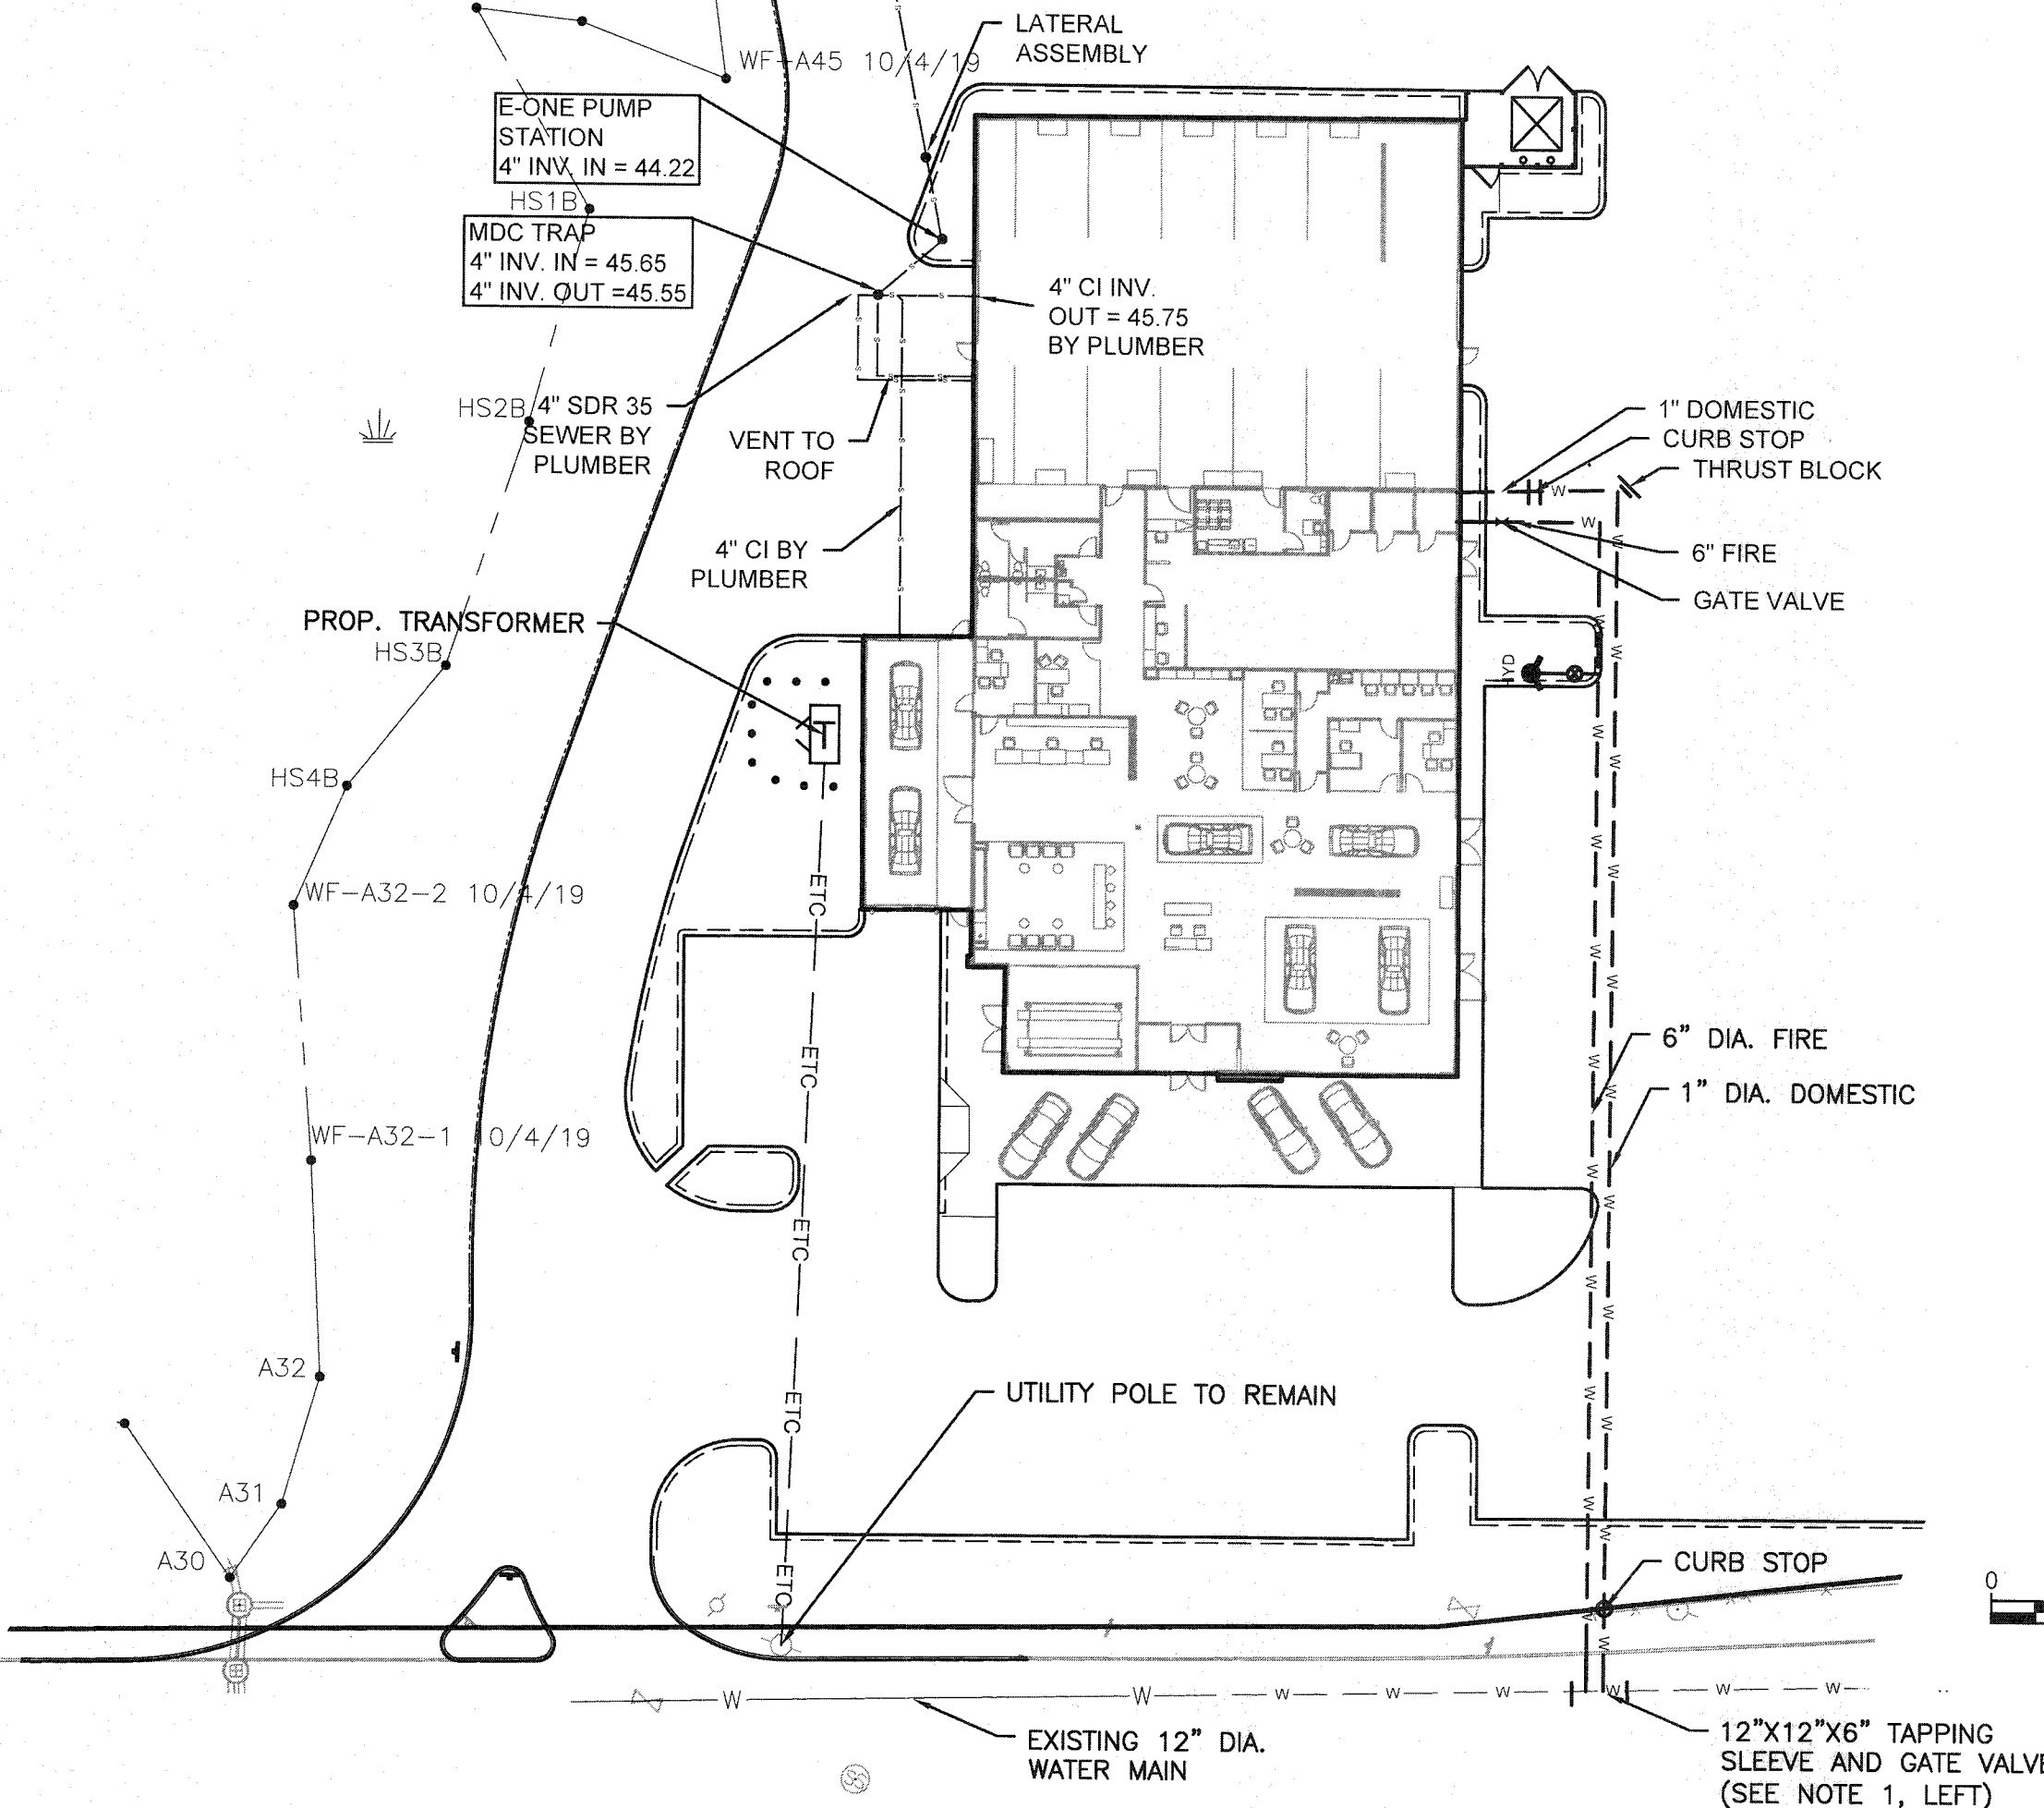 LATERAL
ASSEMBLY
WF-A45 10/4/19
E-ONE PUMP
STATION
4" INV. IN = 44.22
HS1B
MDC TRAP
4" INV. IN = 45.65
4" INV. OUT =45.55
4" CI INV.
OUT = 45.75
BY PLUMBER
HS2B
4" SDR 35
SEWER BY
PLUMBER
VENT TO
ROOF
1" DOMESTIC
CURB STOP
THRUST BLOCK
W
W
6" FIRE
GATE VALVE
4" CI BY
PLUMBER
PROP. TRANSFORMER
HS3B
HYD
T
HS4B
ETC
WF-A32-2 10/4/19
ETC
6" DIA. FIRE
1" DIA. DOMESTIC
WF-A32-1 10/4/19
ETC
A32
ETC
UTILITY POLE TO REMAIN
A31
A30
ETC
CURB STOP
0
W W W W W W W W
EXISTING 12" DIA.
WATER MAIN
12"X12"X6" TAPPING
SLEEVE AND GATE VALVE
(SEE NOTE 1, LEFT)